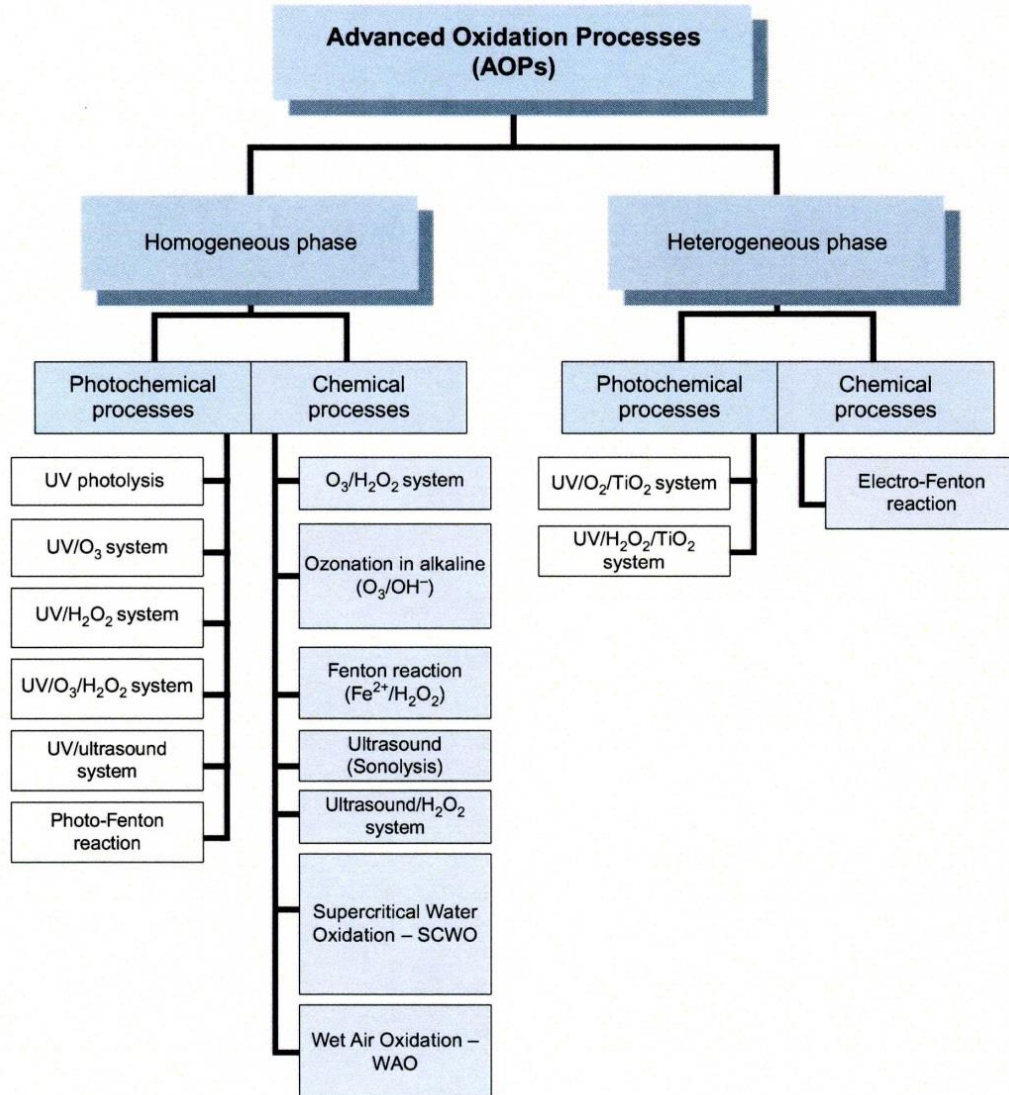 Advanced Oxidation Processes
(AOPs)
Homogeneous phase
Heterogeneous phase
Photochemical
processes
Chemical
processes
UV photolysis
UV/O₃ system
UV/H₂O₂ system
UV/O₃/H₂O₂ system
UV/ultrasound
system
Photo-Fenton
reaction
O₃/H₂O₂ system
Ozonation in alkaline
(O₃/OH⁻)
Fenton reaction
(Fe²⁺/H₂O₂)
Ultrasound
(Sonolysis)
Ultrasound/H₂O₂
system
Supercritical Water
Oxidation – SCWO
Wet Air Oxidation –
WAO
Photochemical
processes
Chemical
processes
UV/O₂/TiO₂ system
UV/H₂O₂/TiO₂
system
Electro-Fenton
reaction